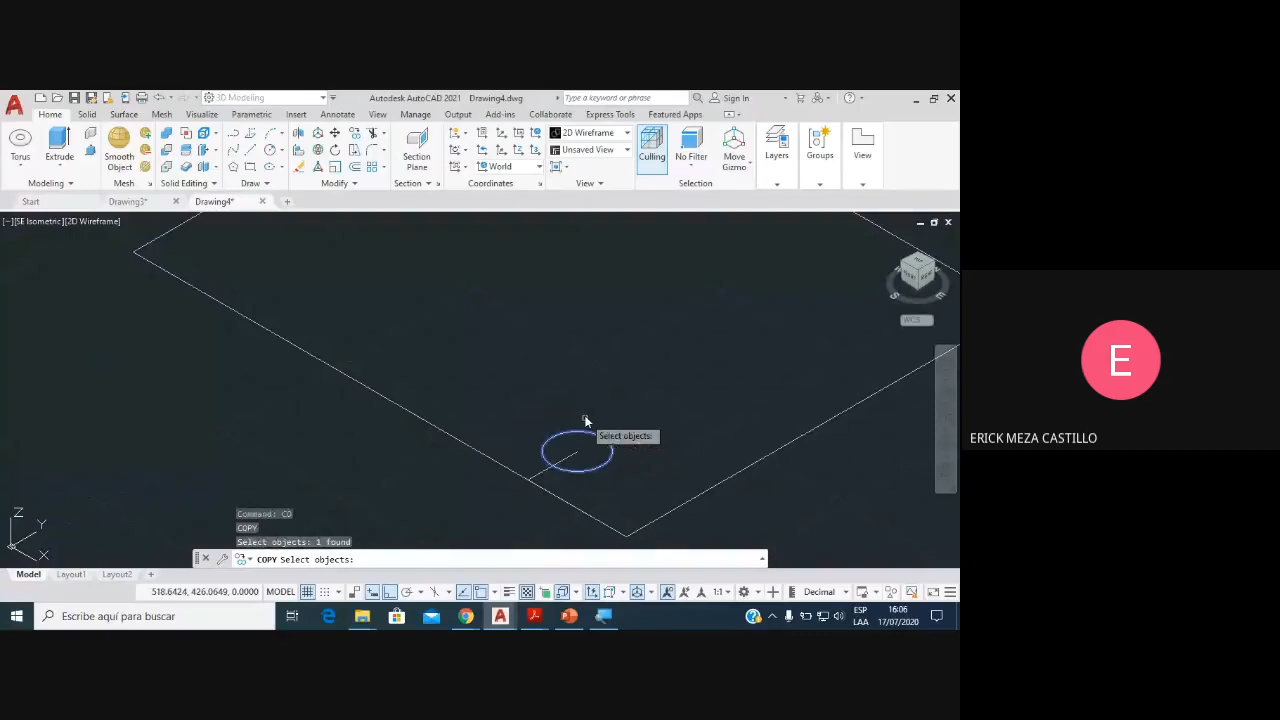 3D Modeling
Autodesk AutoCAD 2021 Drawing4.dwg
Type a keyword or phrase
Sign In
Home Solid Surface Mesh Visualize Parametric Insert Annotate View Manage Output Add-ins Collaborate Express Tools Featured Apps
Torus
Extrude
Smooth
Object
Section
Plane
World
2D Wireframe
Unsaved View
Culling
No Filter
Move
Gizmo
Layers
Groups
View
Modeling Mesh Solid Editing Draw Modify Section Coordinates View Selection
Start Drawing3* Drawing4*
[−][SE Isometric][2D Wireframe]
TOP
S
E
WCS
Select objects:
Z
Y
X
Command: CO
COPY
Select objects: 1 found
COPY Select objects:
Model Layout1 Layout2
518.6424, 426.0649, 0.0000 MODEL 1:1 Decimal
Escribe aquí para buscar
ESP
LAA
16:06
17/07/2020
E
ERICK MEZA CASTILLO